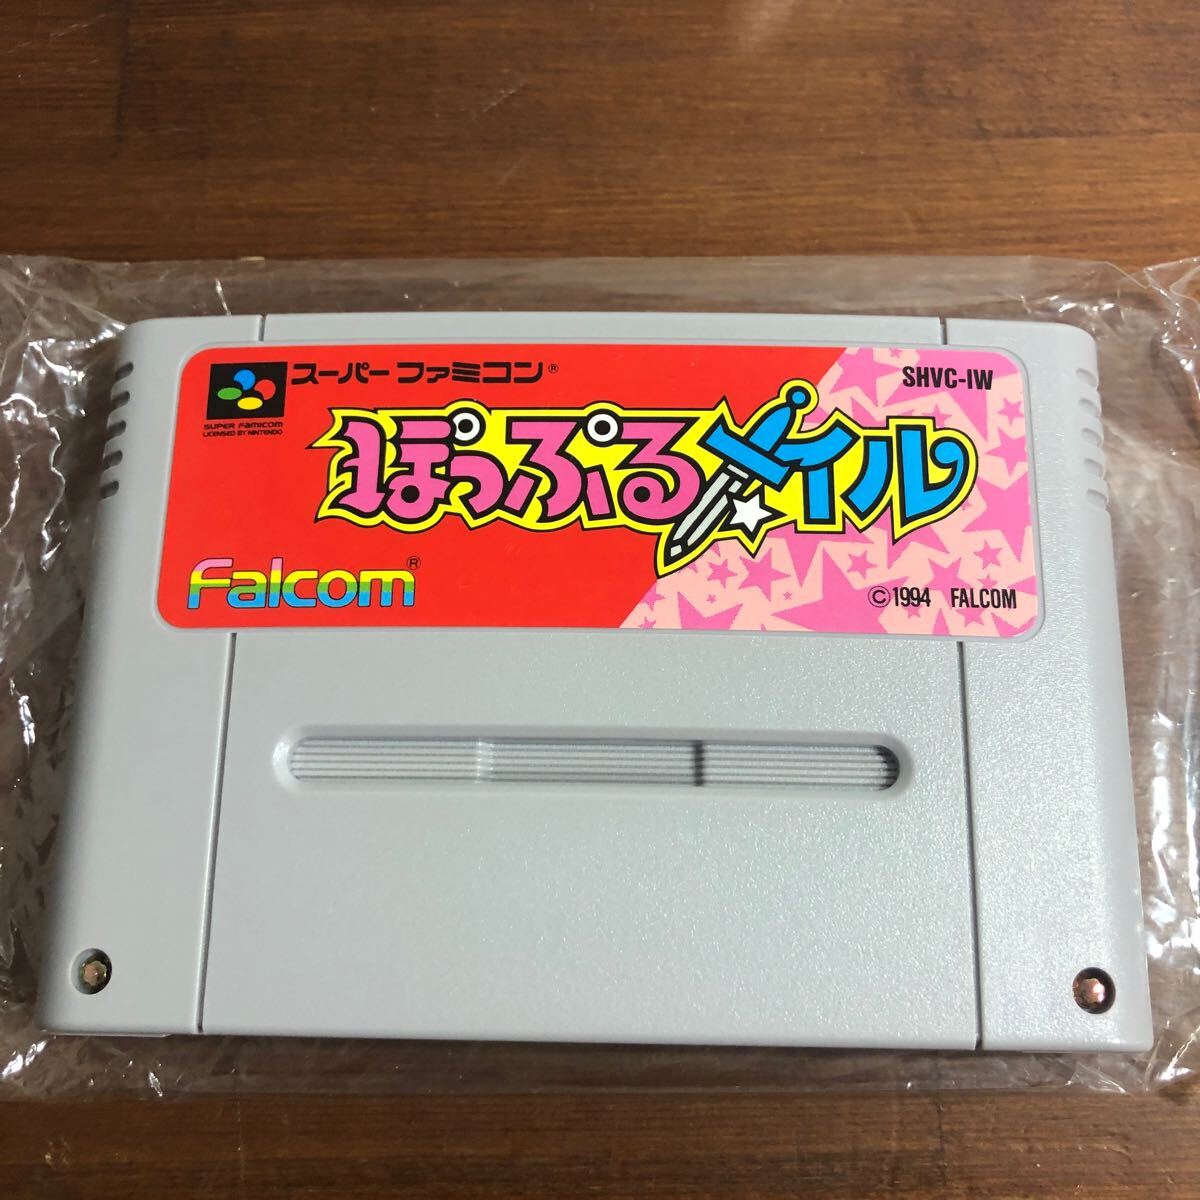 スーパーファミコン®
SUPER FAMICOM
LICENSED BY NINTENDO
SHVC-IW
ぽっぷるメイル
Falcom®
©1994 FALCOM